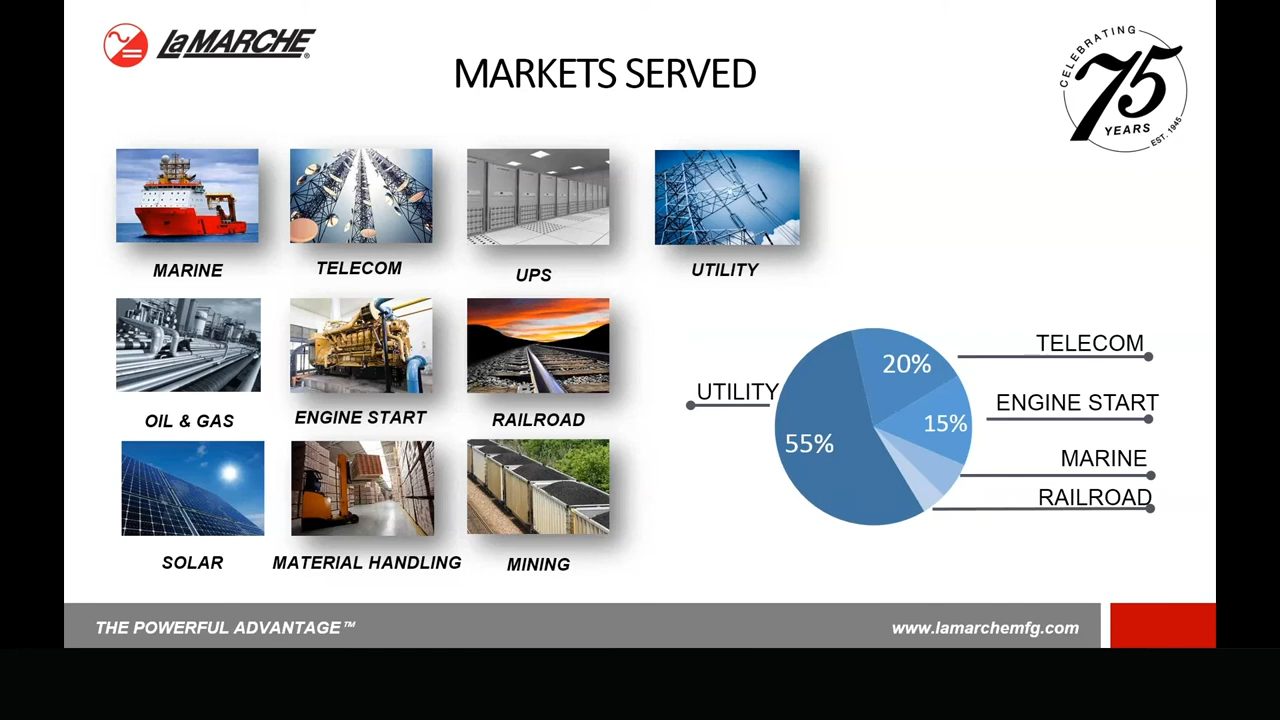 LaMARCHE®
MARKETS SERVED
CELEBRATING
75
YEARS
EST. 1945
MARINE
TELECOM
UPS
UTILITY
OIL & GAS
ENGINE START
RAILROAD
SOLAR
MATERIAL HANDLING
MINING
UTILITY
55%
20%
15%
TELECOM
ENGINE START
MARINE
RAILROAD
THE POWERFUL ADVANTAGE™
www.lamarchemfg.com